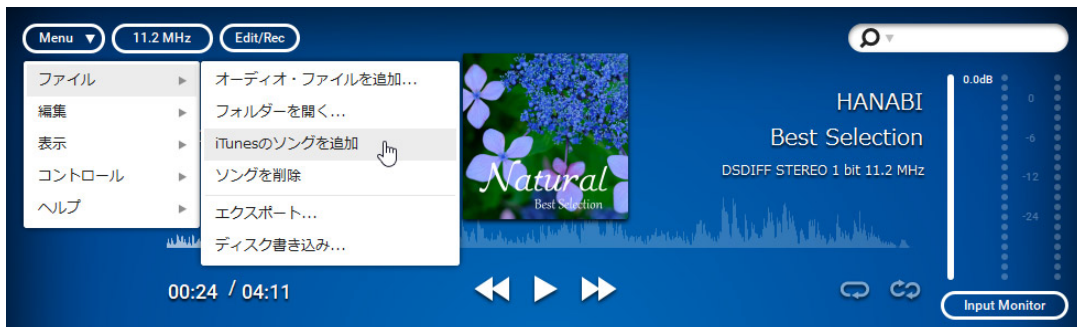 Menu ▼
11.2 MHz
Edit/Rec
ファイル
編集
表示
コントロール
ヘルプ
オーディオ・ファイルを追加...
フォルダーを開く...
iTunesのソングを追加
ソングを削除
エクスポート...
ディスク書き込み...
Natural
Best Selection
HANABI
Best Selection
DSDIFF STEREO 1 bit 11.2 MHz
0.0dB
0
-6
-12
-24
00:24 / 04:11
Input Monitor